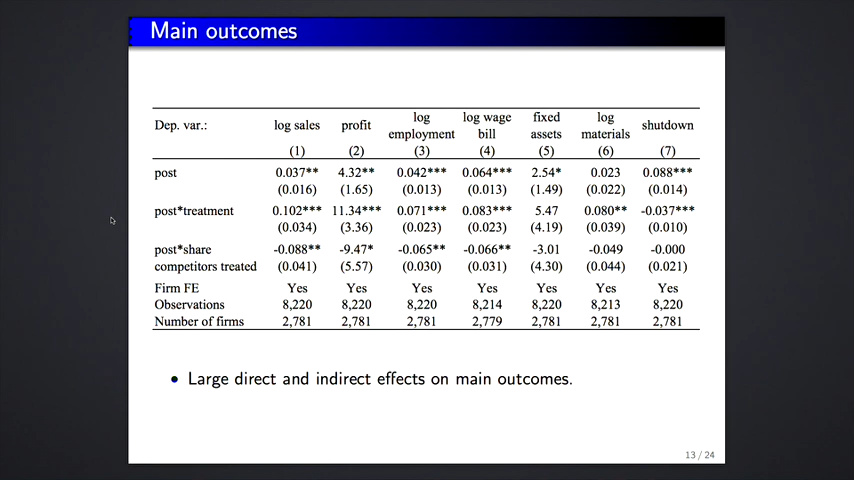 Main outcomes
Dep. var.: log sales profit log employment log wage bill fixed assets log materials shutdown
(1) (2) (3) (4) (5) (6) (7)
post 0.037** 4.32** 0.042*** 0.064*** 2.54* 0.023 0.088***
(0.016) (1.65) (0.013) (0.013) (1.49) (0.022) (0.014)
post*treatment 0.102*** 11.34*** 0.071*** 0.083*** 5.47 0.080** -0.037***
(0.034) (3.36) (0.023) (0.023) (4.19) (0.039) (0.010)
post*share -0.088** -9.47* -0.065** -0.066** -3.01 -0.049 -0.000
competitors treated (0.041) (5.57) (0.030) (0.031) (4.30) (0.044) (0.021)
Firm FE Yes Yes Yes Yes Yes Yes Yes
Observations 8,220 8,220 8,220 8,214 8,220 8,213 8,220
Number of firms 2,781 2,781 2,781 2,779 2,781 2,781 2,781
• Large direct and indirect effects on main outcomes.
13 / 24